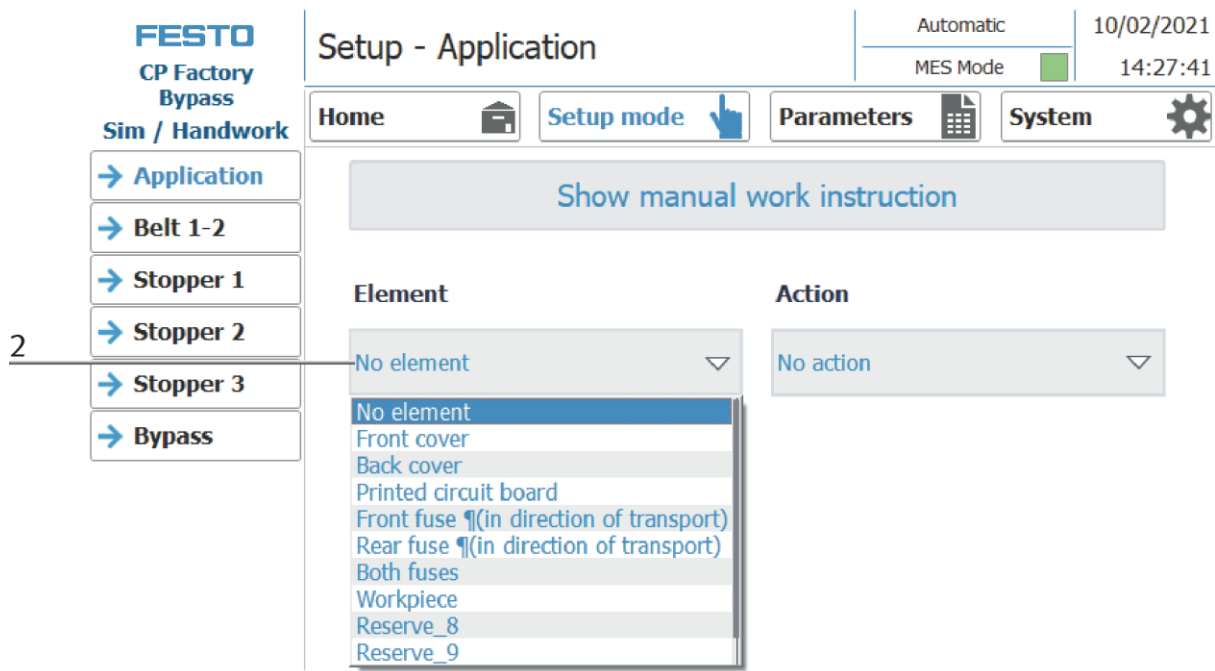 FESTO
CP Factory
Bypass
Sim / Handwork
Setup - Application
Automatic
MES Mode
10/02/2021
14:27:41
Home
Setup mode
Parameters
System
Application
Belt 1-2
Stopper 1
Stopper 2
Stopper 3
Bypass
2
Show manual work instruction
Element
Action
No element
No action
No element
Front cover
Back cover
Printed circuit board
Front fuse ¶(in direction of transport)
Rear fuse ¶(in direction of transport)
Both fuses
Workpiece
Reserve_8
Reserve_9